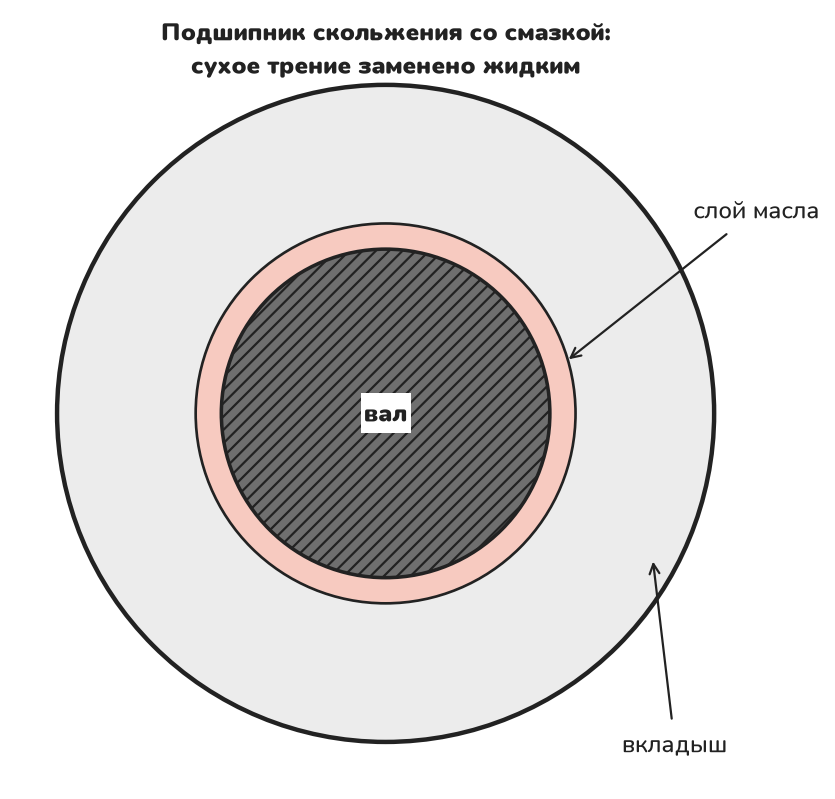 Подшипник скольжения со смазкой:
сухое трение заменено жидким
слой масла
вал
вкладыш